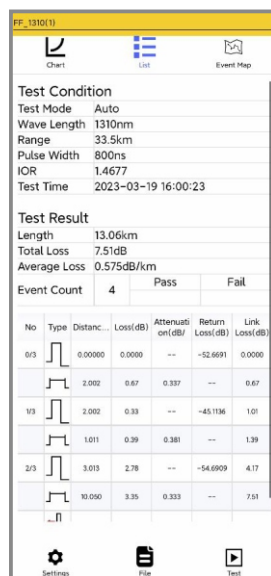 FF_1310(1)
Chart List Event Map
Test Condition
Test Mode Auto
Wave Length 1310nm
Range 33.5km
Pulse Width 800ns
IOR 1.4677
Test Time 2023-03-19 16:00:23
Test Result
Length 13.06km
Total Loss 7.51dB
Average Loss 0.575dB/km
Event Count 4 Pass Fail
No Type Distanc... Loss(dB) Attenuati on(dB/ Return Loss(dB) Link Loss(dB)
0/3 0.00000 0.0000 -- -52.6691 0.0000
2.002 0.67 0.337 -- 0.67
1/3 2.002 0.33 -- -45.1136 1.01
1.011 0.39 0.381 -- 1.39
2/3 3.013 2.78 -- -54.6909 4.17
10.050 3.35 0.333 -- 7.51
Settings File Test